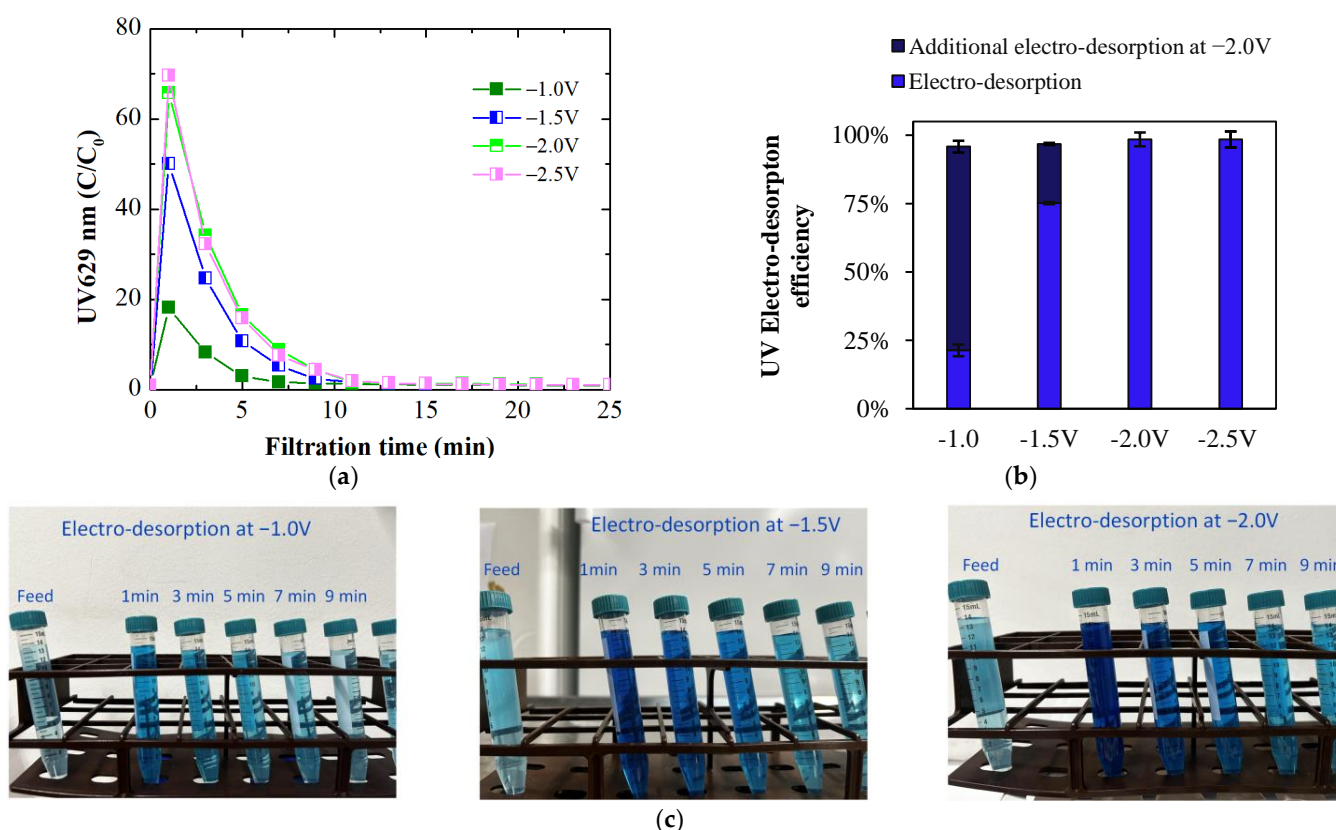 80
60
40
20
0
UV629 nm (C/C0)
−1.0V
−1.5V
−2.0V
−2.5V
0 5 10 15 20 25
Filtration time (min)
(a)
Additional electro-desorption at −2.0V
Electro-desorption
100%
75%
50%
25%
0%
UV Electro-desorpton
efficiency
-1.0 -1.5V -2.0V -2.5V
(b)
Electro-desorption at −1.0V
Feed 1min 3 min 5 min 7 min 9 min
Electro-desorption at −1.5V
Feed 1min 3 min 5 min 7 min 9 min
Electro-desorption at −2.0V
Feed 1 min 3 min 5 min 7 min 9 min
(c)